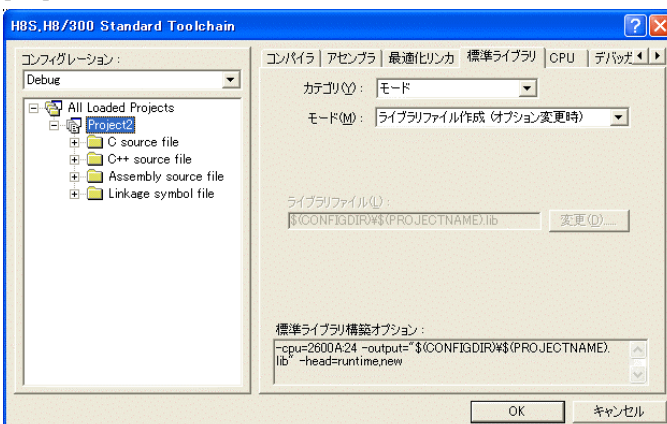 H8S,H8/300 Standard Toolchain
コンフィグレーション：
Debug
All Loaded Projects
Project2
C source file
C++ source file
Assembly source file
Linkage symbol file
コンパイラ アセンブラ 最適化リンカ 標準ライブラリ CPU デバッガ
カテゴリ(Y)： モード
モード(M)： ライブラリファイル作成（オプション変更時）
ライブラリファイル(L)：
$(CONFIGDIR)¥$(PROJECTNAME).lib 変更(D)....
標準ライブラリ構築オプション：
-cpu=2600A:24 -output="$(CONFIGDIR)¥$(PROJECTNAME).
lib" -head=runtime,new
OK キャンセル